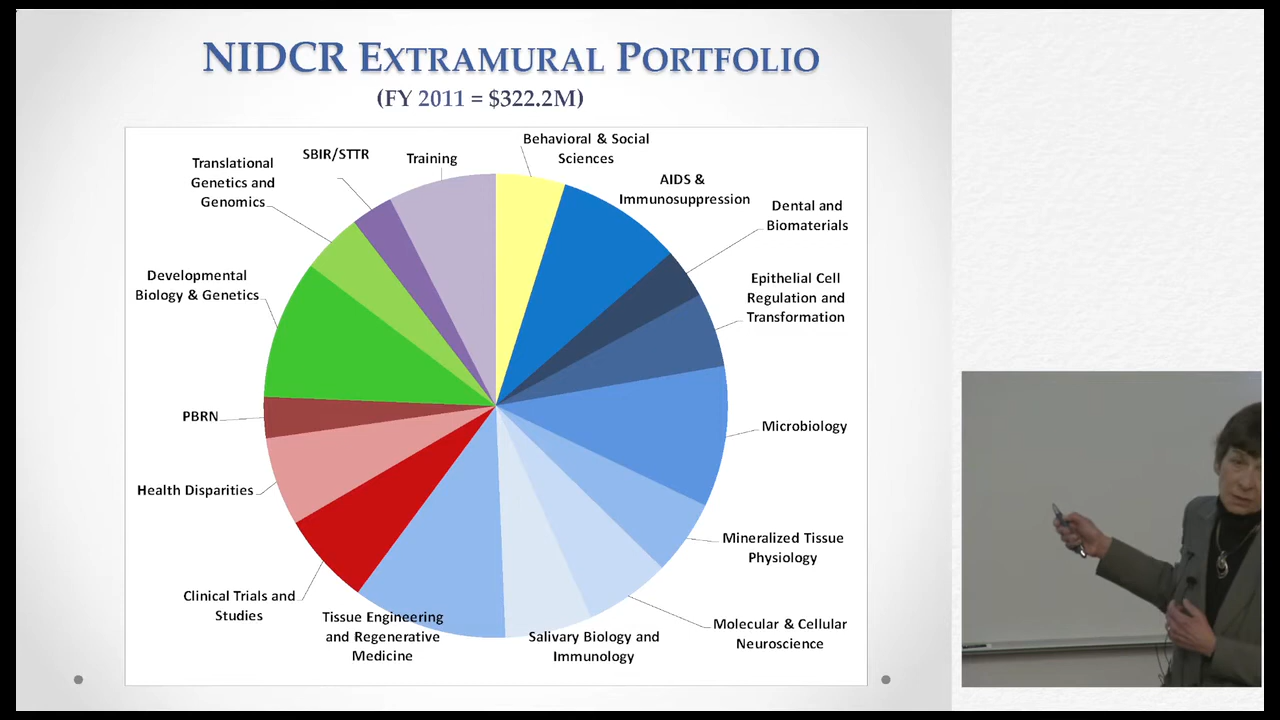 NIDCR EXTRAMURAL PORTFOLIO
(FY 2011 = $322.2M)
Behavioral & Social
Sciences
AIDS &
Immunosuppression
Dental and
Biomaterials
Epithelial Cell
Regulation and
Transformation
Microbiology
Mineralized Tissue
Physiology
Molecular & Cellular
Neuroscience
Salivary Biology and
Immunology
Tissue Engineering
and Regenerative
Medicine
Clinical Trials and
Studies
Health Disparities
PBRN
Developmental
Biology & Genetics
Translational
Genetics and
Genomics
SBIR/STTR
Training